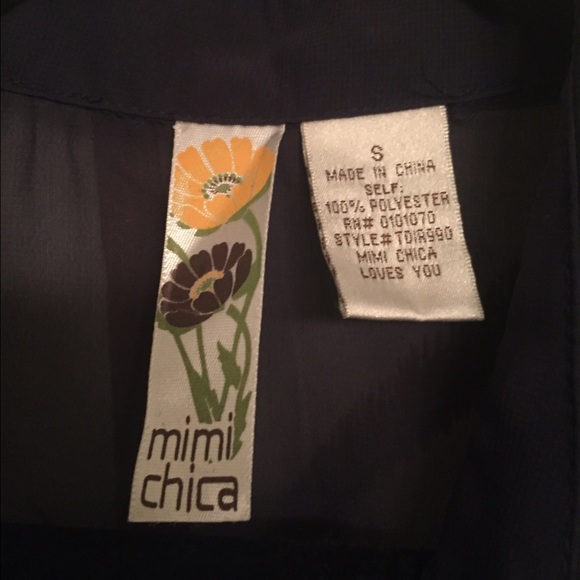 mimi
chica
S
MADE IN CHINA
SELF:
100% POLYESTER
RN# 0101070
STYLE# TDIR990
MIMI CHICA
LOVES YOU